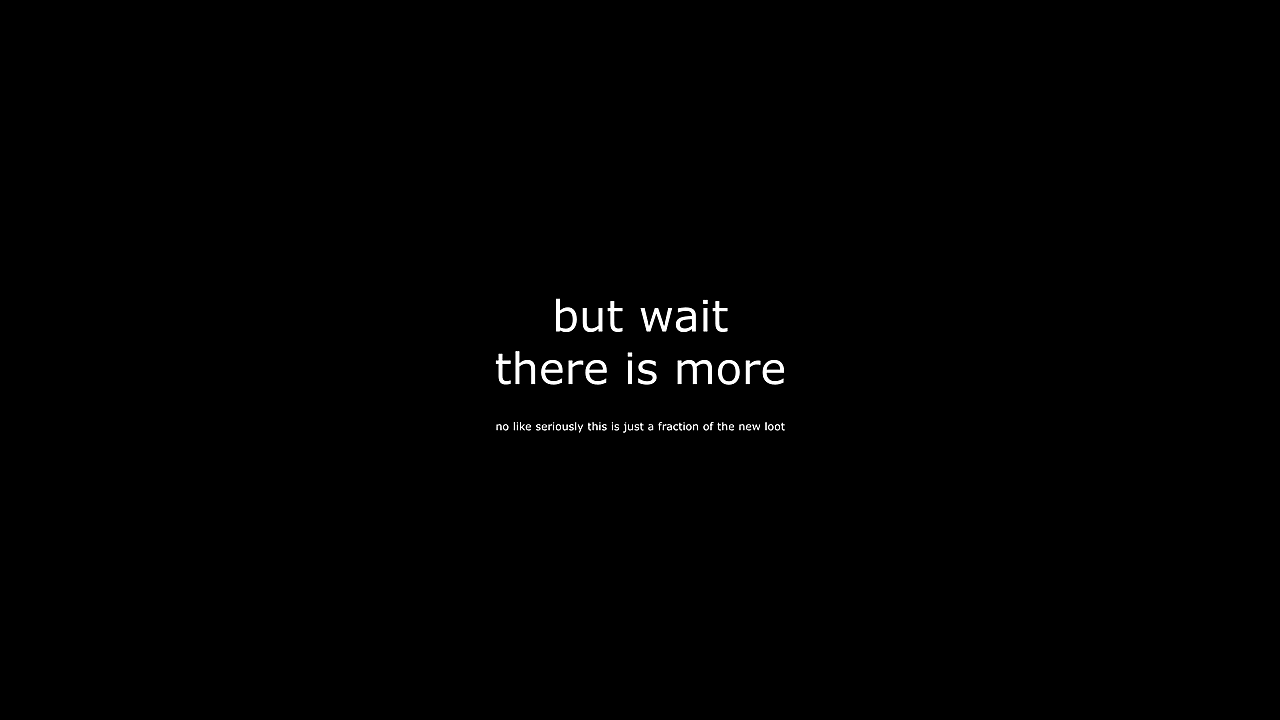 but wait
there is more
no like seriously this is just a fraction of the new loot